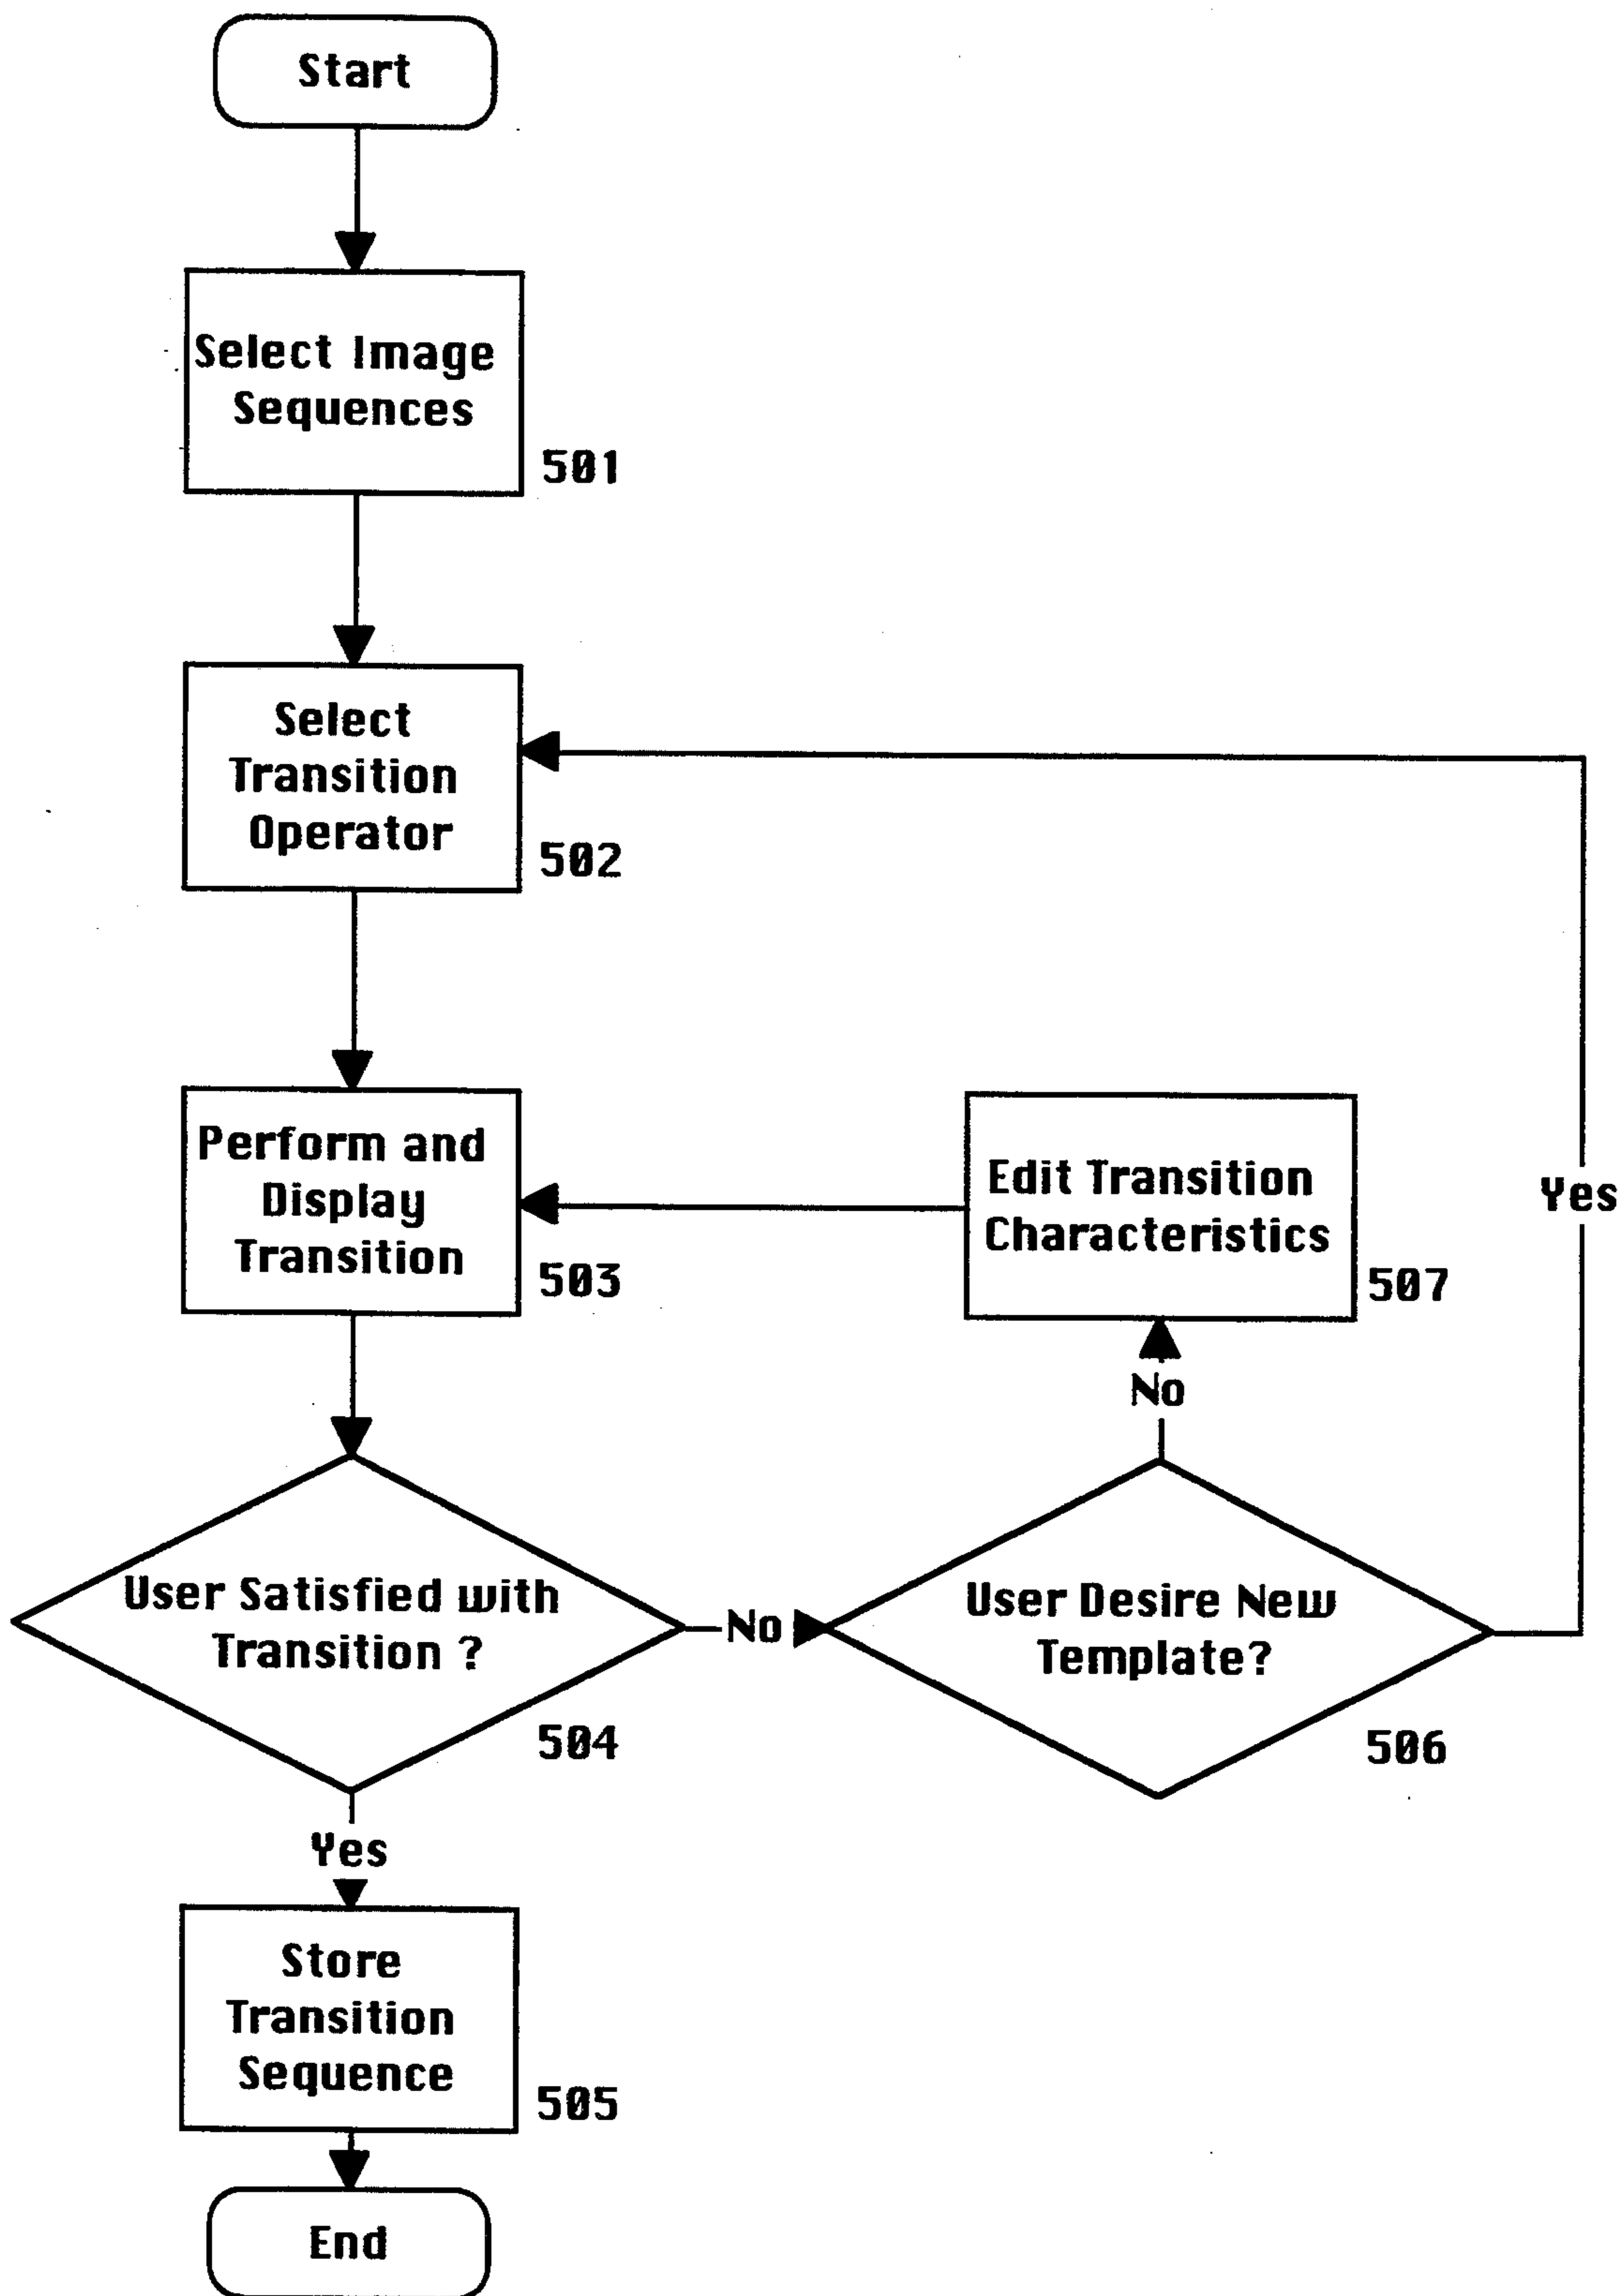 Start
Select Image
Sequences
501
Select
Transition
Operator
502
Perform and
Display
Transition
503
Edit Transition
Characteristics
507
Yes
No
User Satisfied with
Transition ?
504
No
User Desire New
Template?
506
Yes
Store
Transition
Sequence
505
End